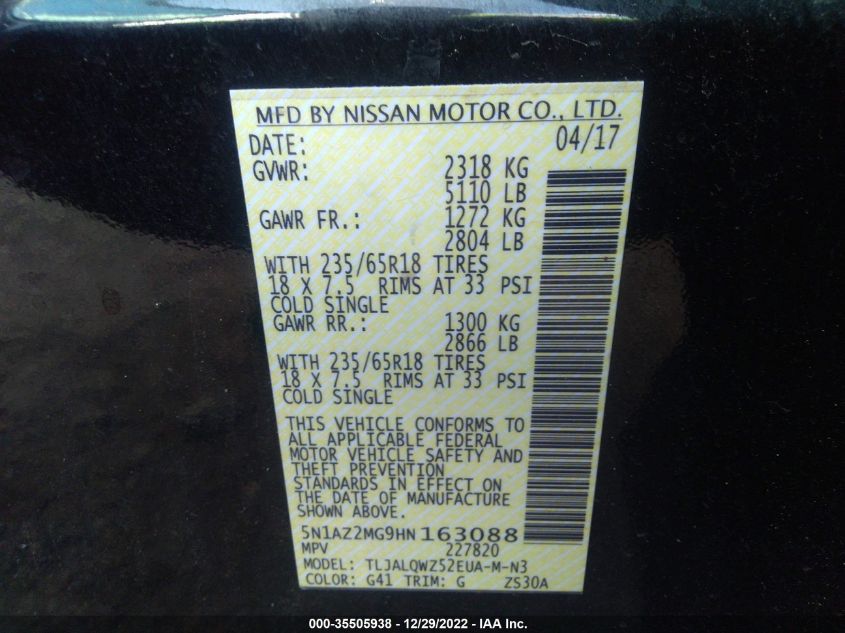 MFD BY NISSAN MOTOR CO., LTD.
DATE: 04/17
GVWR: 2318 KG
5110 LB
GAWR FR.: 1272 KG
2804 LB
WITH 235/65R18 TIRES
18 X 7.5 RIMS AT 33 PSI
COLD SINGLE
GAWR RR.: 1300 KG
2866 LB
WITH 235/65R18 TIRES
18 X 7.5 RIMS AT 33 PSI
COLD SINGLE
THIS VEHICLE CONFORMS TO
ALL APPLICABLE FEDERAL
MOTOR VEHICLE SAFETY AND
THEFT PREVENTION
STANDARDS IN EFFECT ON
THE DATE OF MANUFACTURE
SHOWN ABOVE.
5N1AZ2MG9HN 163088
MPV 227820
MODEL: TLJALQWZ52EUA-M-N3
COLOR: G41 TRIM: G ZS30A
000-35505938 - 12/29/2022 - IAA Inc.